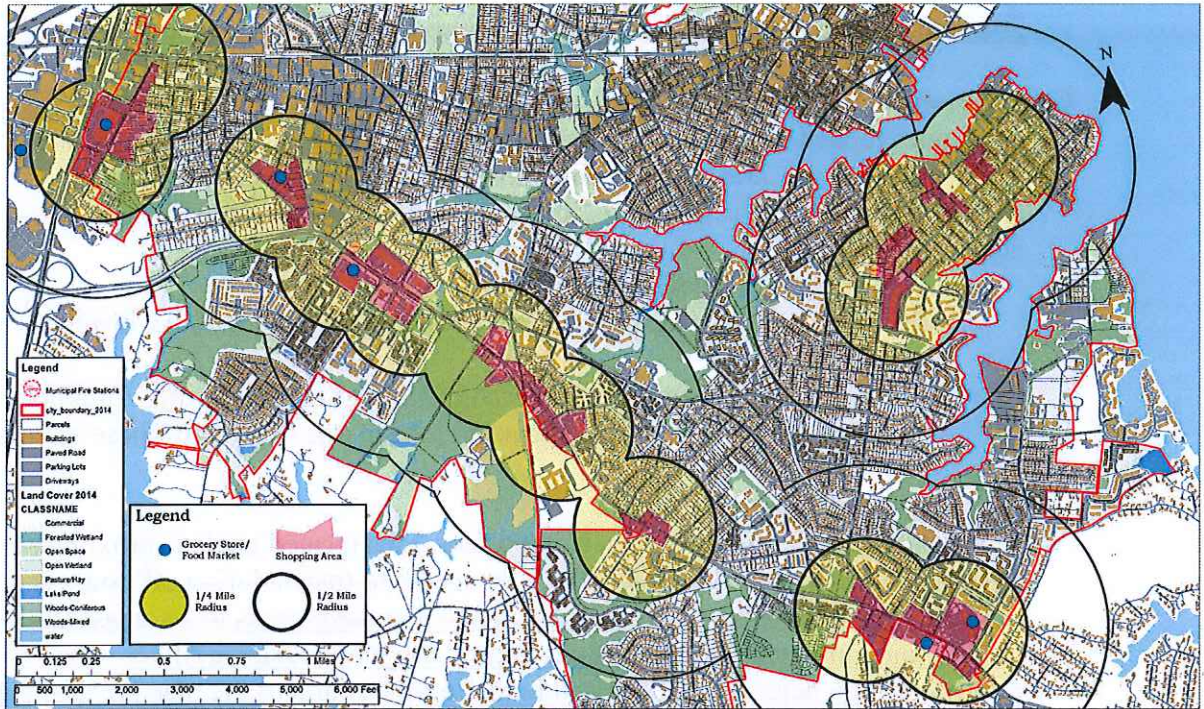 N
Legend
Municipal Fire Stations
city_boundary_2014
Parcels
Buildings
Paved Road
Parking Lots
Driveways
Land Cover 2014
CLASSNAME
Commercial
Forested Wetland
Open Space
Open Wetland
Pasture/Hay
Lake/Pond
Woods-Coniferous
Woods-Mixed
water
Legend
Grocery Store/
Food Market
Shopping Area
1/4 Mile
Radius
1/2 Mile
Radius
0 0.125 0.25 0.5 0.75 1 Miles
0 500 1,000 2,000 3,000 4,000 5,000 6,000 Feet